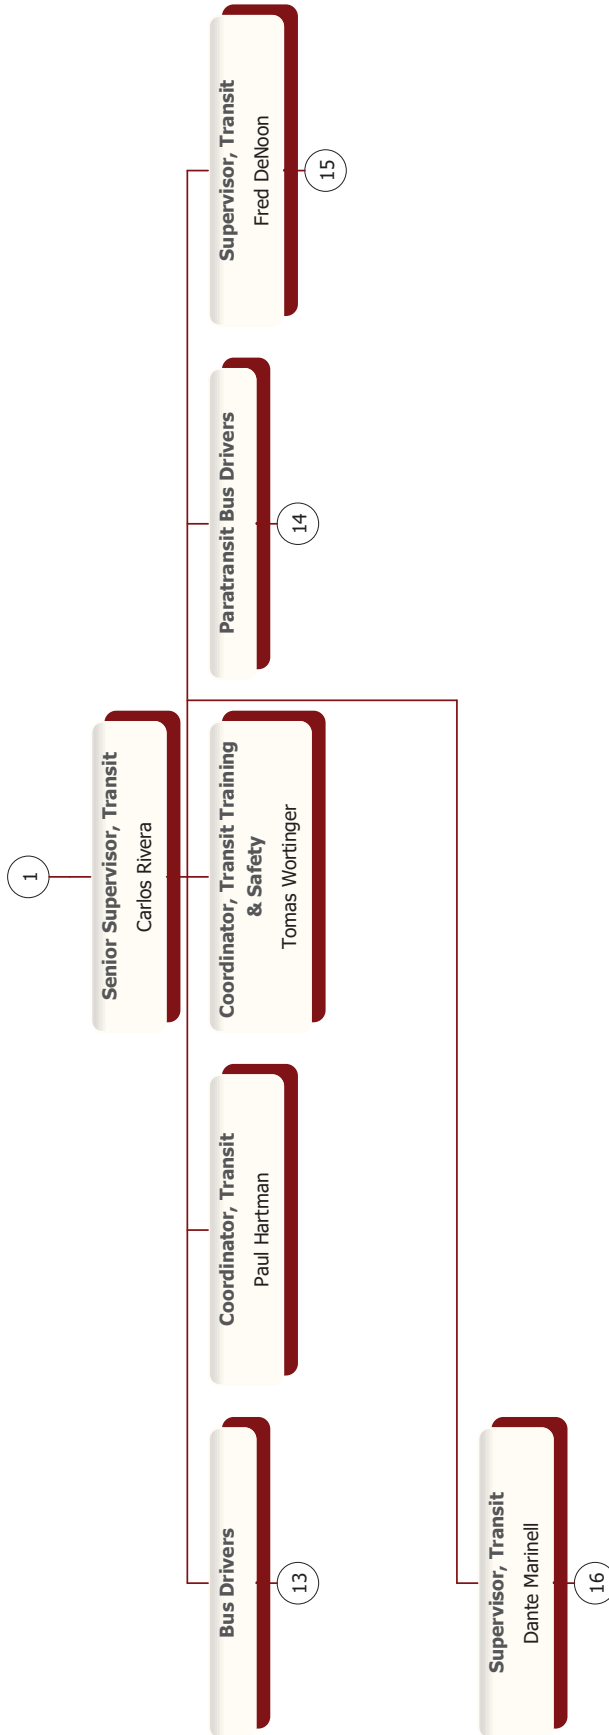 1
Senior Supervisor, Transit
Carlos Rivera
Bus Drivers
13
Coordinator, Transit
Paul Hartman
Coordinator, Transit Training
& Safety
Tomas Wortinger
Paratransit Bus Drivers
14
Supervisor, Transit
Fred DeNoon
15
Supervisor, Transit
Dante Marinell
16